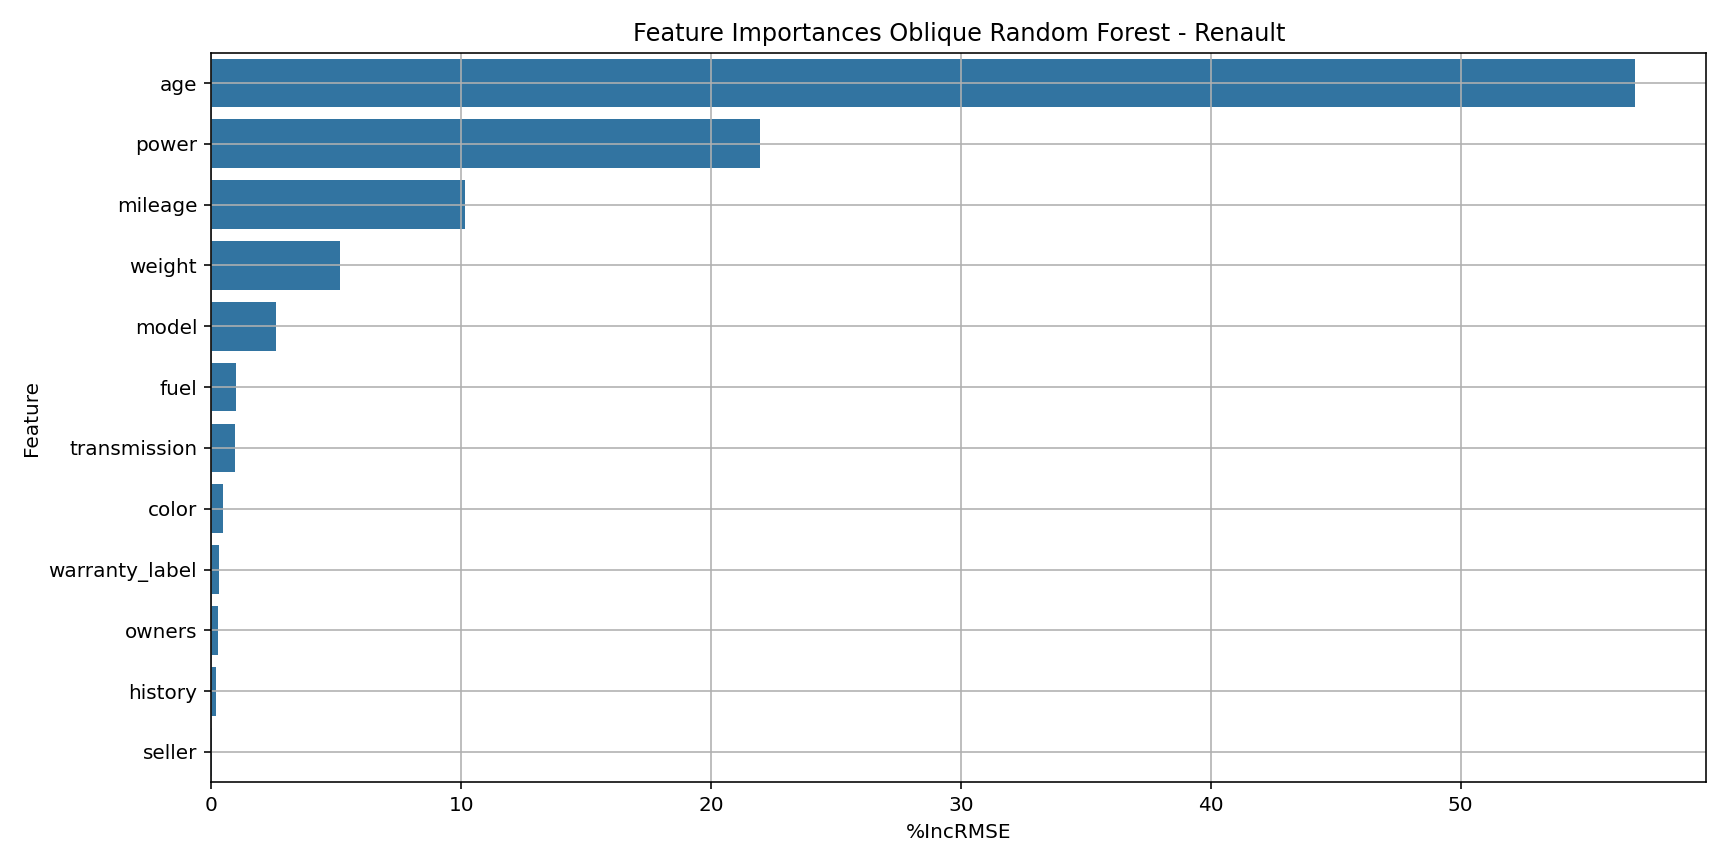 Feature Importances Oblique Random Forest - Renault
age
power
mileage
weight
model
fuel
transmission
color
warranty_label
owners
history
seller
Feature
0 10 20 30 40 50
%IncRMSE